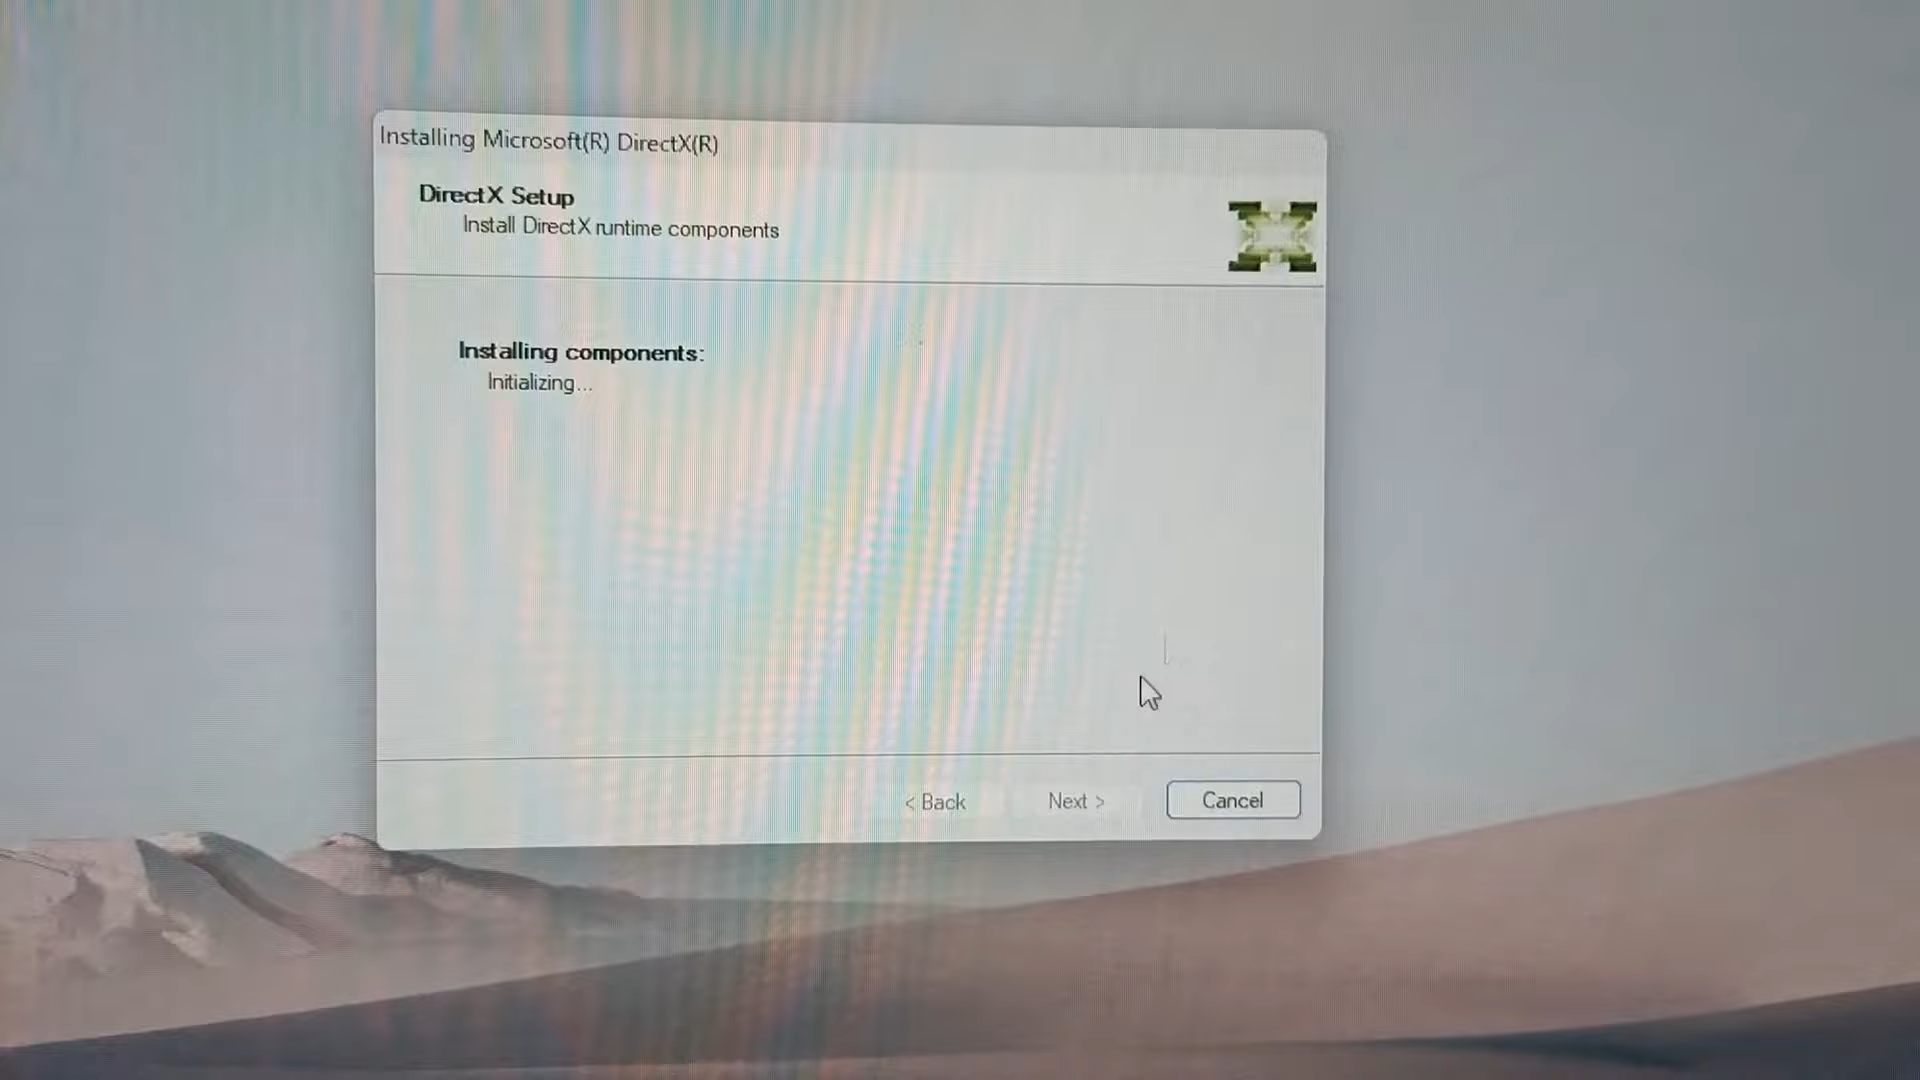 Installing Microsoft(R) DirectX(R)
DirectX Setup
Install DirectX runtime components
Installing components:
Initializing...
< Back
Next >
Cancel